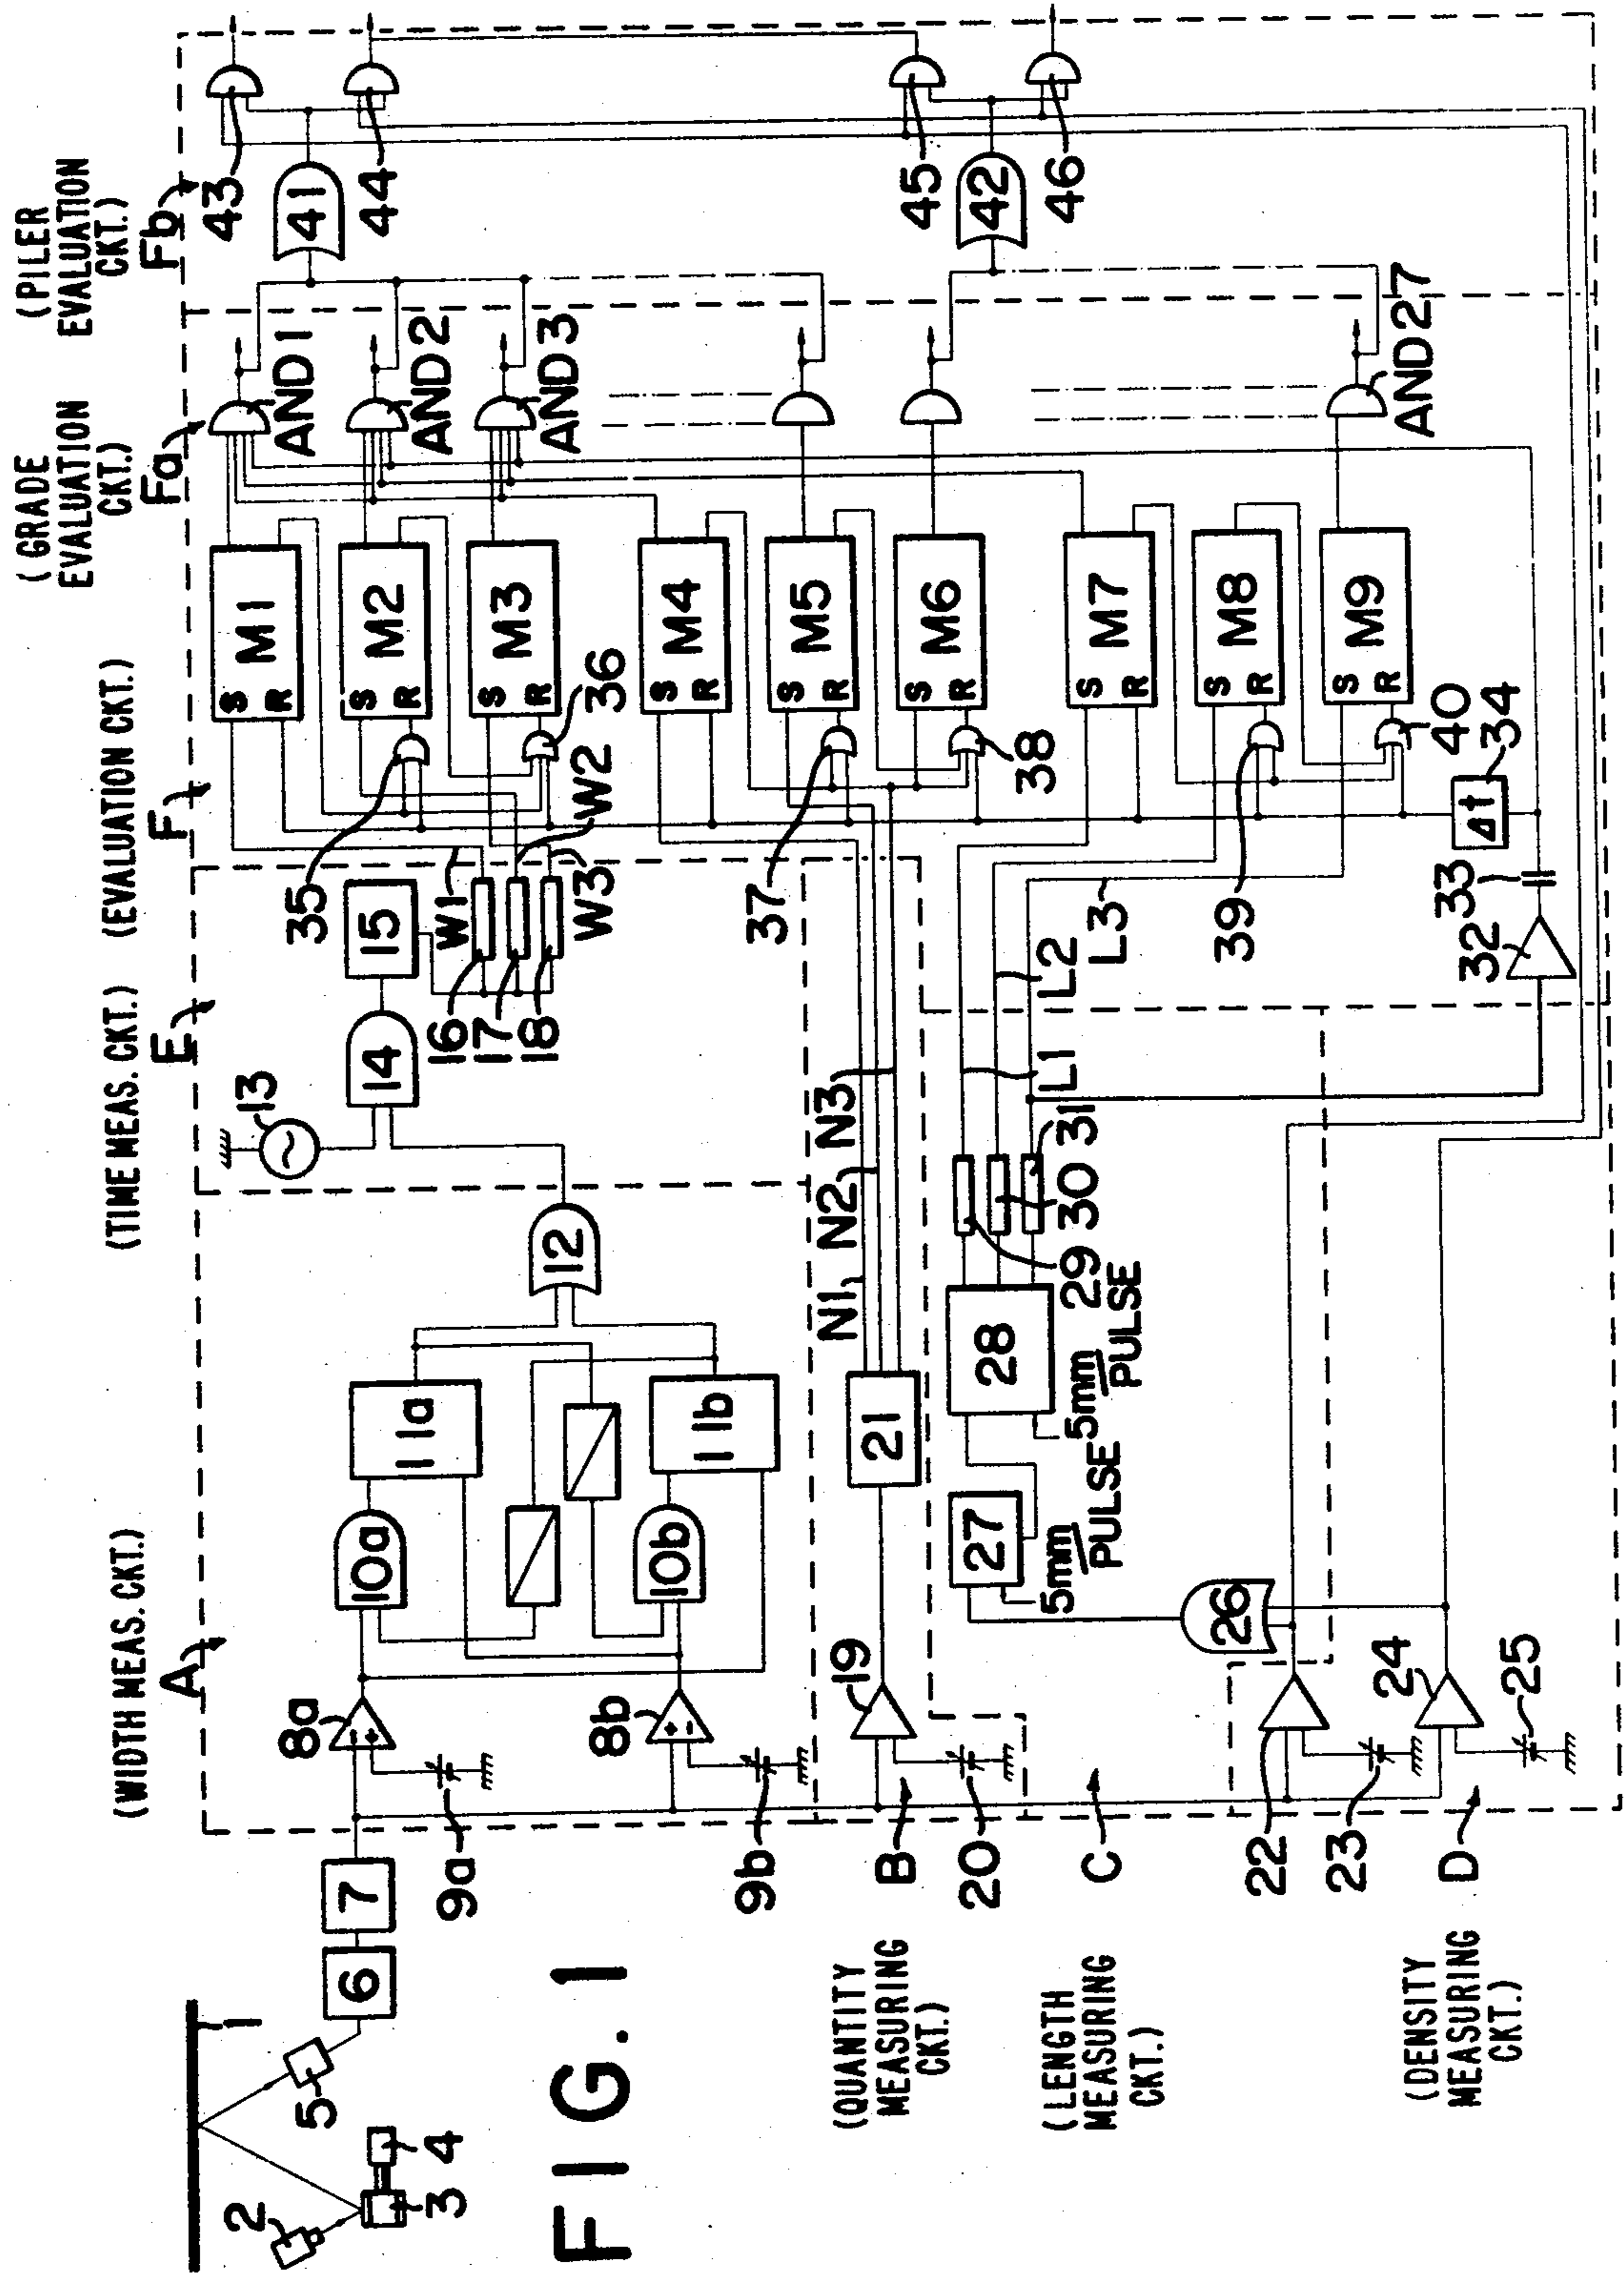 FIG. 1
(WIDTH MEAS. CKT.)
(TIME MEAS. CKT.)
(EVALUATION CKT.)
(GRADE
EVALUATION
CKT.)
(PILER
EVALUATION
CKT.)
A
E
F
Fa
Fb
1
2
3
4
5
6
7
8a
- +
9a
8b
+ -
9b
10a
10b
11a
11b
12
13
14
15
16
17
18
W1
W2
W3
35
36
M1
S
R
M2
S
R
M3
S
R
M4
S
R
M5
S
R
M6
S
R
M7
S
R
M8
S
R
M9
S
R
AND1
AND2
AND3
AND27
41
42
43
44
45
46
37
38
39
40
34
Δt
33
32
19
20
B
(QUANTITY
MEASURING
CKT.)
21
N1, N2 N3
C
(LENGTH
MEASURING
CKT.)
27
5mm/
PULSE
28
5mm/
PULSE
29
30
31
L1
L2
L3
26
22
23
24
25
D
(DENSITY
MEASURING
CKT.)